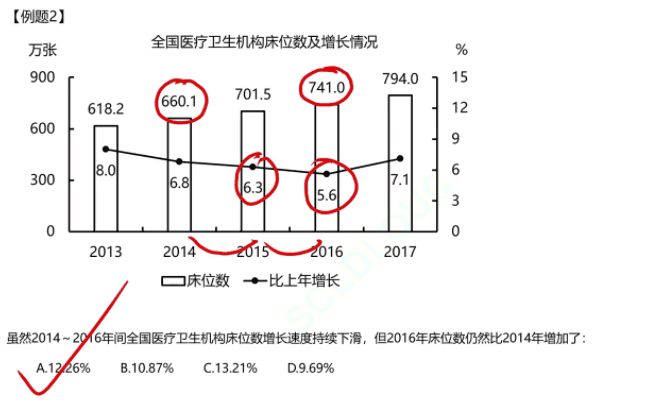 【例题2】
全国医疗卫生机构床位数及增长情况
万张 %
900 15
794.0
741.0
701.5
660.1 12
618.2
600 9
8.0 6.8 6.3 5.6 7.1 6
300
3
0 0
2013 2014 2015 2016 2017
床位数 比上年增长
虽然2014～2016年间全国医疗卫生机构床位数增长速度持续下滑，但2016年床位数仍然比2014年增加了：
A.12.26% B.10.87% C.13.21% D.9.69%